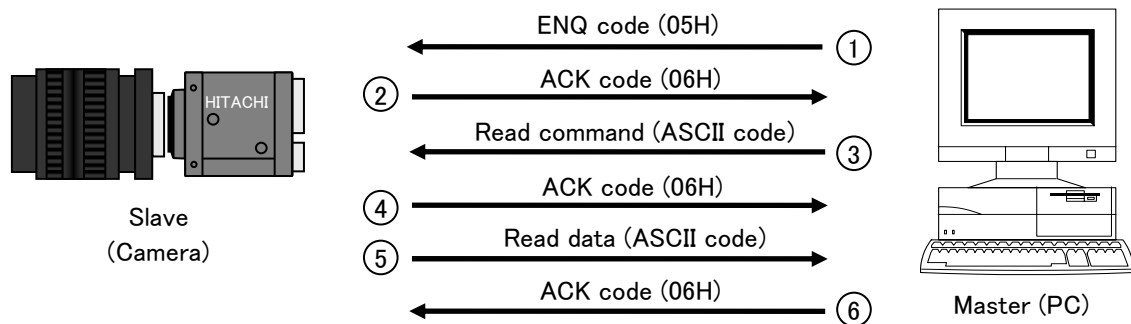 ENQ code (05H)
①
② ACK code (06H)
HITACHI
Read command (ASCII code)
③
④ ACK code (06H)
Slave
(Camera)
⑤ Read data (ASCII code)
ACK code (06H)
⑥
Master (PC)